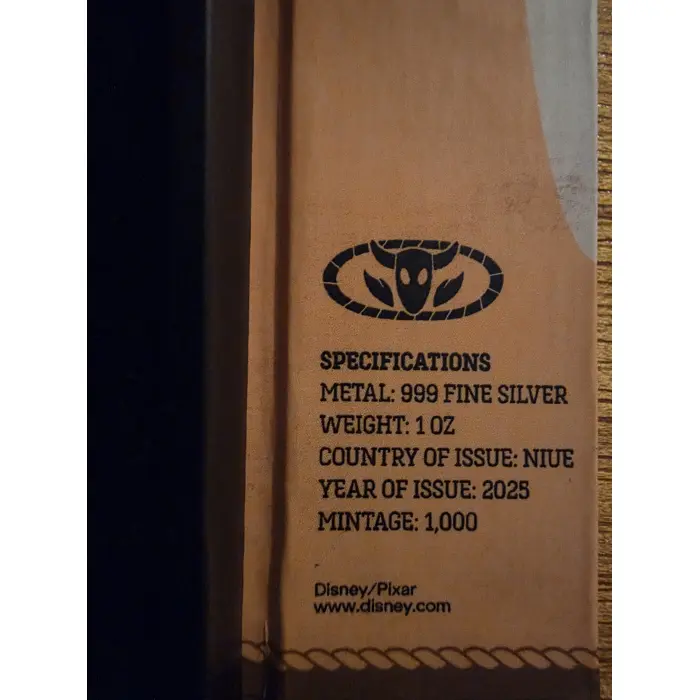 SPECIFICATIONS
METAL: 999 FINE SILVER
WEIGHT: 1 OZ
COUNTRY OF ISSUE: NIUE
YEAR OF ISSUE: 2025
MINTAGE: 1,000
Disney/Pixar
www.disney.com